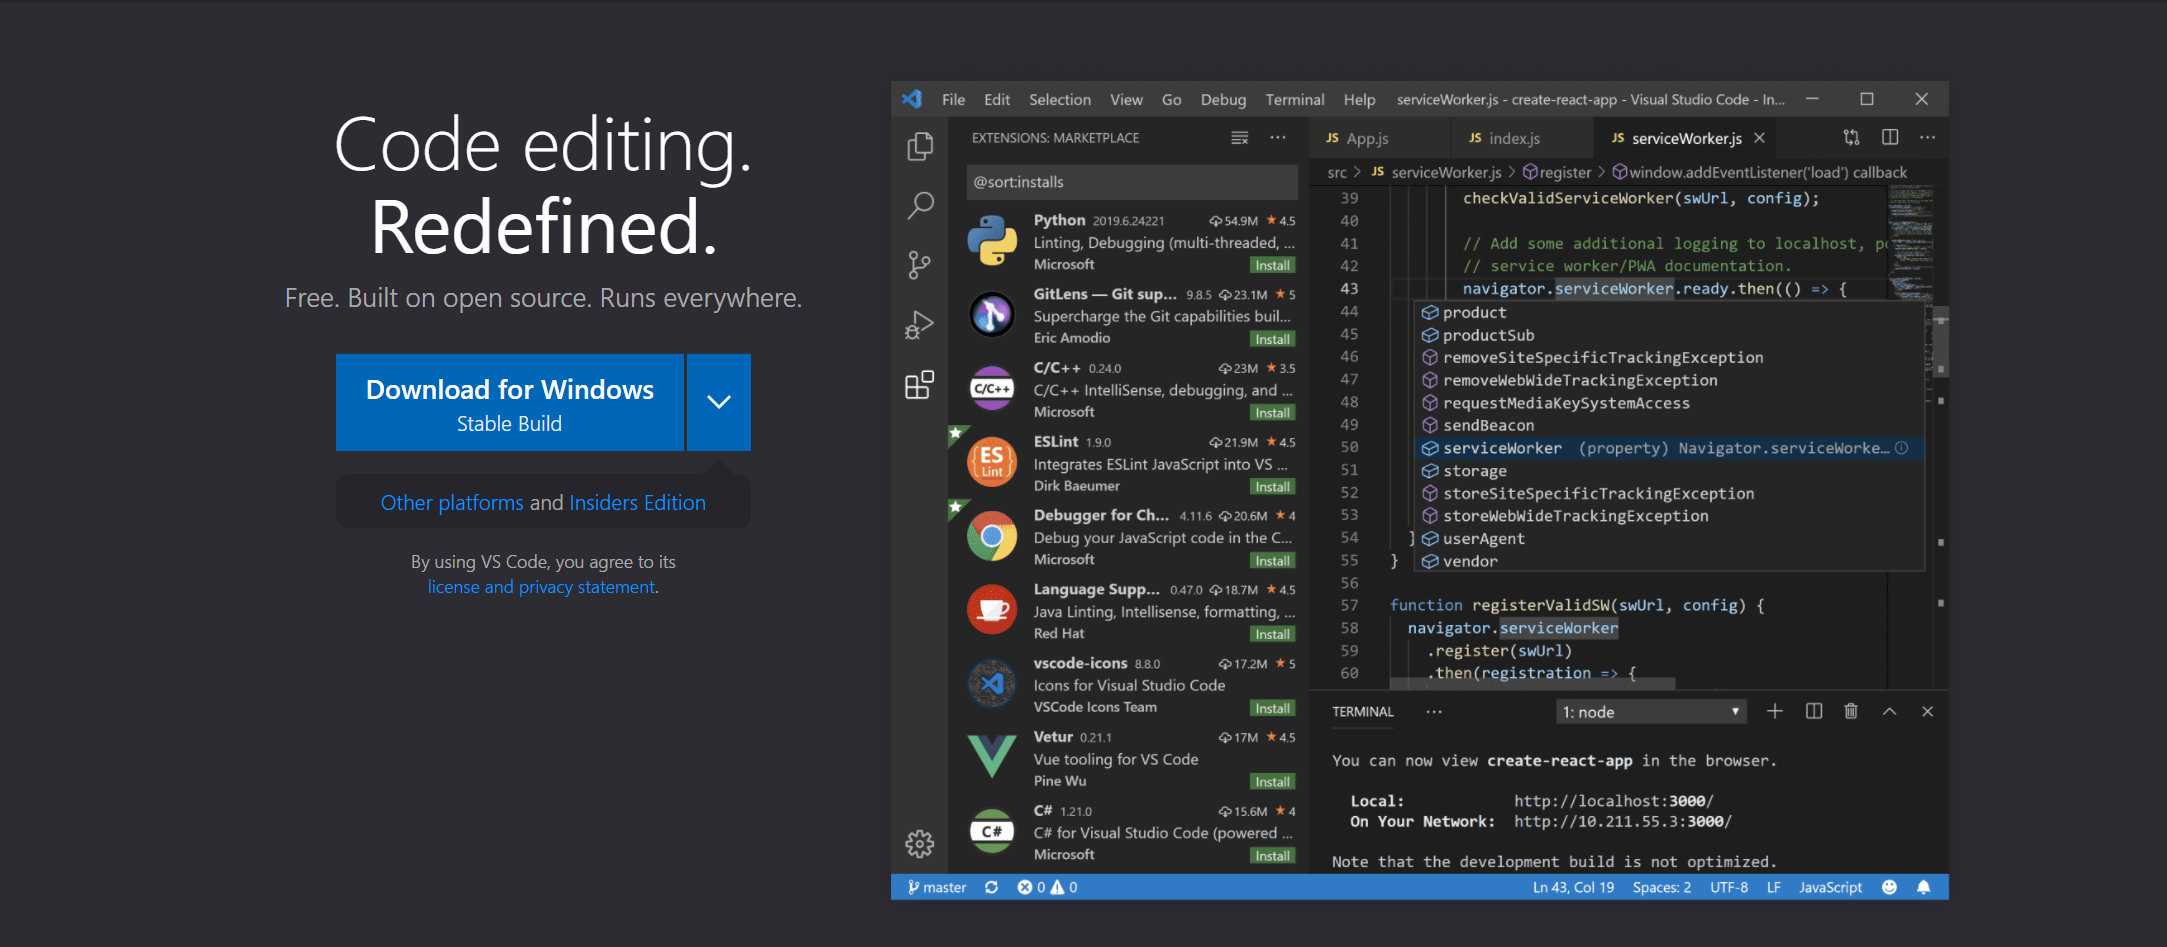 Code editing.
Redefined.
Free. Built on open source. Runs everywhere.
Download for Windows
Stable Build
Other platforms and Insiders Edition
By using VS Code, you agree to its
license and privacy statement.
File Edit Selection View Go Debug Terminal Help serviceWorker.js - create-react-app - Visual Studio Code - In...
EXTENSIONS: MARKETPLACE
@sort:installs
Python 2019.6.24221 54.9M ★ 4.5
Linting, Debugging (multi-threaded, ...
Microsoft Install
GitLens — Git sup... 9.8.5 23.1M ★ 5
Supercharge the Git capabilities buil...
Eric Amodio Install
C/C++
C/C++ 0.24.0 23M ★ 3.5
C/C++ IntelliSense, debugging, and ...
Microsoft Install
ES
Lint
ESLint 1.9.0 21.9M ★ 4.5
Integrates ESLint JavaScript into VS ...
Dirk Baeumer Install
Debugger for Ch... 4.11.6 20.6M ★ 4
Debug your JavaScript code in the C...
Microsoft Install
Language Supp... 0.47.0 18.7M ★ 4.5
Java Linting, Intellisense, formatting, ...
Red Hat Install
vscode-icons 8.8.0 17.2M ★ 5
Icons for Visual Studio Code
VSCode Icons Team Install
Vetur 0.21.1 17M ★ 4.5
Vue tooling for VS Code
Pine Wu Install
C#
C# 1.21.0 15.6M ★ 4
C# for Visual Studio Code (powered ...
Microsoft Install
JS App.js JS index.js JS serviceWorker.js
src > JS serviceWorker.js > register > window.addEventListener('load') callback
39 checkValidServiceWorker(swUrl, config);
40
41 // Add some additional logging to localhost, po
42 // service worker/PWA documentation.
43 navigator.serviceWorker.ready.then(() => {
44 product
45 productSub
46 removeSiteSpecificTrackingException
47 removeWebWideTrackingException
48 requestMediaKeySystemAccess
49 sendBeacon
50 serviceWorker (property) Navigator.serviceWorke...
51 storage
52 storeSiteSpecificTrackingException
53 storeWebWideTrackingException
54 } userAgent
55 } vendor
56
57 function registerValidSW(swUrl, config) {
58 navigator.serviceWorker
59 .register(swUrl)
60 .then(registration => {
TERMINAL ... 1: node
You can now view create-react-app in the browser.
Local: http://localhost:3000/
On Your Network: http://10.211.55.3:3000/
Note that the development build is not optimized.
master 0 0 Ln 43, Col 19 Spaces: 2 UTF-8 LF JavaScript